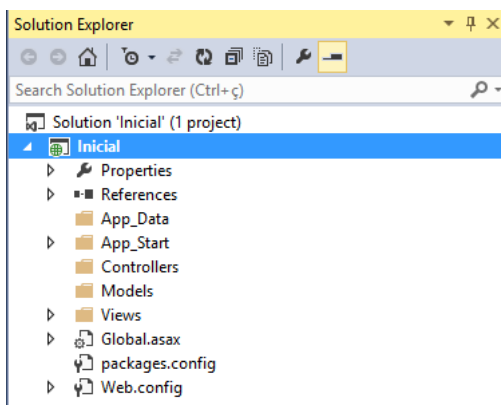 Solution Explorer
Search Solution Explorer (Ctrl+ç)
Solution 'Inicial' (1 project)
Inicial
Properties
References
App_Data
App_Start
Controllers
Models
Views
Global.asax
packages.config
Web.config